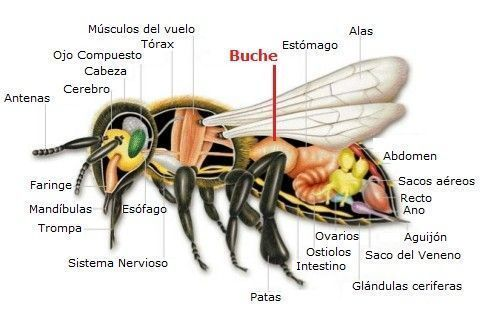 Músculos del vuelo
Tórax
Ojo Compuesto
Cabeza
Cerebro
Antenas
Buche
Estómago
Alas
Abdomen
Sacos aéreos
Recto
Ano
Aguijón
Saco del Veneno
Glándulas ceriferas
Faringe
Mandíbulas
Trompa
Esófago
Sistema Nervioso
Patas
Ovarios
Ostiolos
Intestino